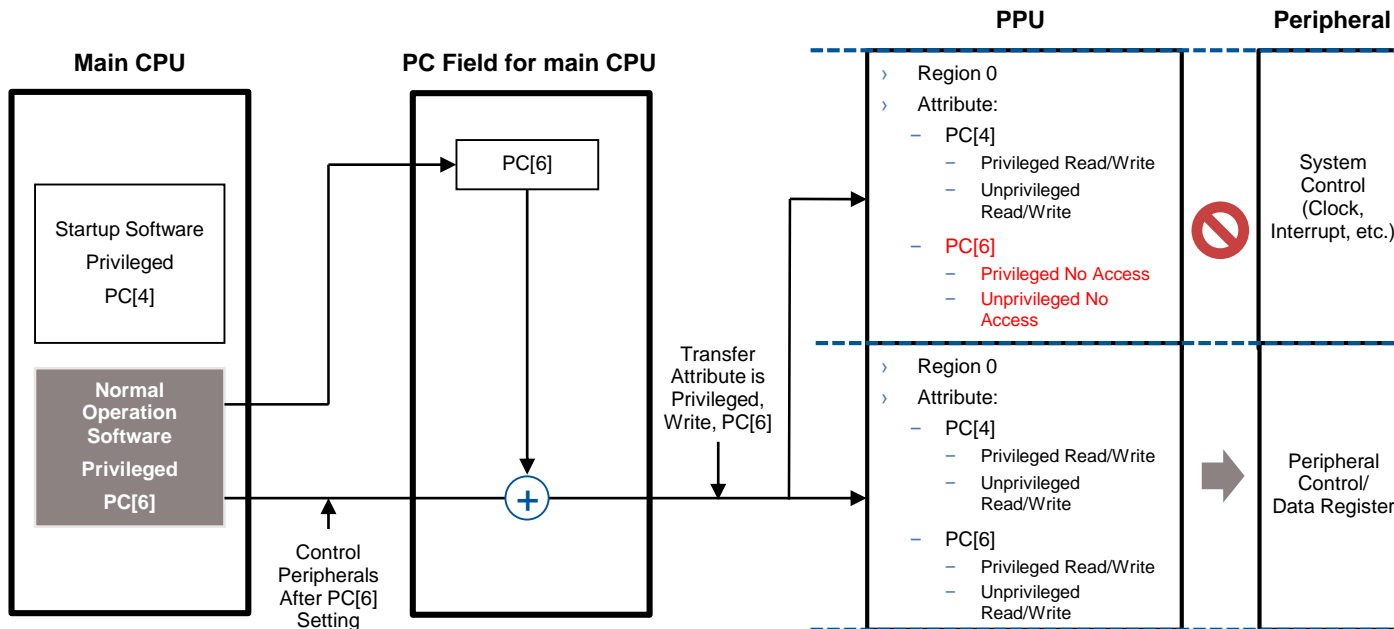 Main CPU
Startup Software
Privileged
PC[4]
Normal
Operation
Software
Privileged
PC[6]
Control
Peripherals
After PC[6]
Setting
PC Field for main CPU
PC[6]
+
Transfer
Attribute is
Privileged,
Write, PC[6]
PPU
› Region 0
› Attribute:
− PC[4]
− Privileged Read/Write
− Unprivileged
Read/Write
− PC[6]
− Privileged No Access
− Unprivileged No
Access
› Region 0
› Attribute:
− PC[4]
− Privileged Read/Write
− Unprivileged
Read/Write
− PC[6]
− Privileged Read/Write
− Unprivileged
Read/Write
Peripheral
System
Control
(Clock,
Interrupt, etc.)
Peripheral
Control/
Data Register